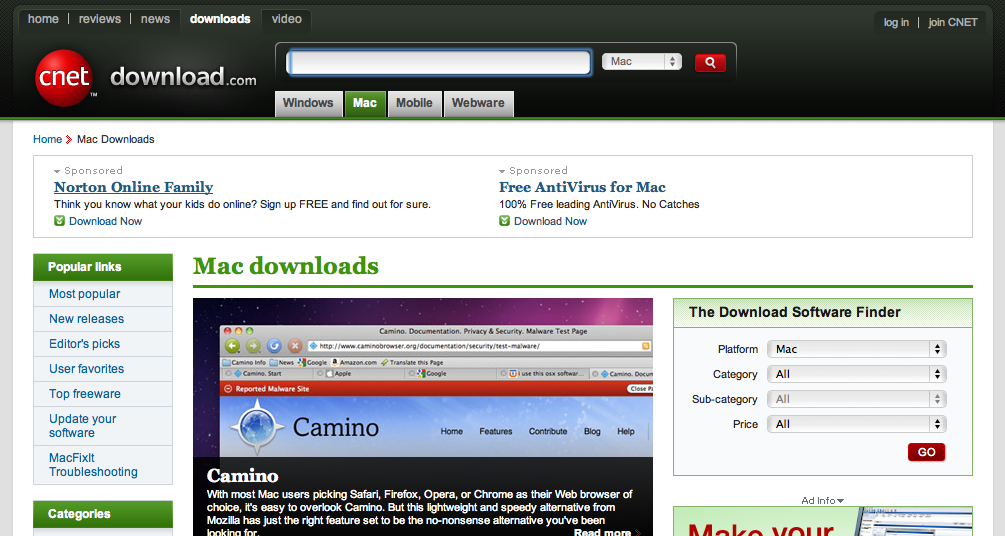 home | reviews | news downloads video
log in | join CNET
cnet download.com
™
Mac
Windows Mac Mobile Webware
Home Mac Downloads
Sponsored
Norton Online Family
Think you know what your kids do online? Sign up FREE and find out for sure.
Download Now
Sponsored
Free AntiVirus for Mac
100% Free leading AntiVirus. No Catches
Download Now
Popular links
Most popular
New releases
Editor's picks
User favorites
Top freeware
Update your
software
MacFixIt
Troubleshooting
Categories
Mac downloads
Camino. Documentation. Privacy & Security. Malware Test Page
http://www.caminobrowser.org/documentation/security/test-malware/
Camino Info News Google Amazon.com Translate this Page
Camino. Start Apple Google i use this osx softwar... Camino. Docum
Reported Malware Site Close Pa
Camino Home Features Contribute Blog Help
Camino
With most Mac users picking Safari, Firefox, Opera, or Chrome as their Web browser of
choice, it's easy to overlook Camino. But this lightweight and speedy alternative from
Mozilla has just the right feature set to be the no-nonsense alternative you've been
looking for. Read more
The Download Software Finder
Platform Mac
Category All
Sub-category All
Price All
GO
Ad Info
Make your